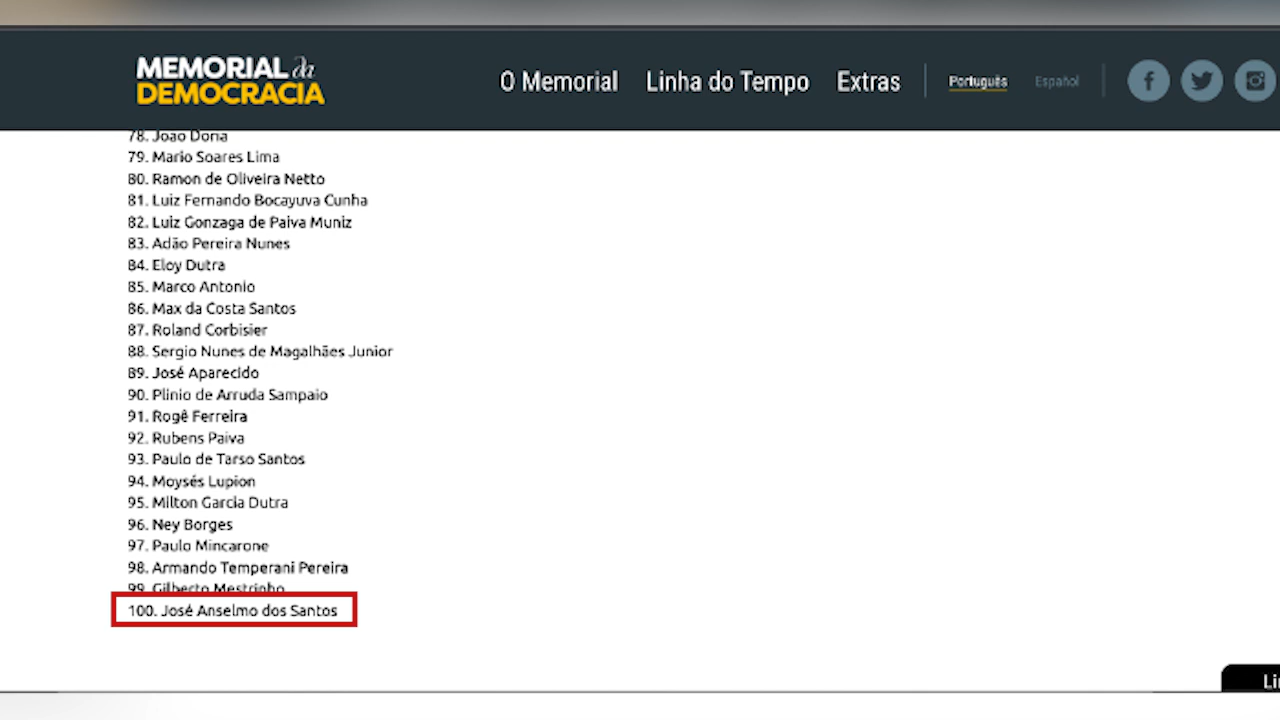 MEMORIAL da
DEMOCRACIA
O Memorial
Linha do Tempo
Extras
Português
Español
78. João Doria
79. Mario Soares Lima
80. Ramon de Oliveira Netto
81. Luiz Fernando Bocayuva Cunha
82. Luiz Gonzaga de Paiva Muniz
83. Adão Pereira Nunes
84. Eloy Dutra
85. Marco Antonio
86. Max da Costa Santos
87. Roland Corbisier
88. Sergio Nunes de Magalhães Junior
89. José Aparecido
90. Plinio de Arruda Sampaio
91. Rogê Ferreira
92. Rubens Paiva
93. Paulo de Tarso Santos
94. Moysés Lupion
95. Milton Garcia Dutra
96. Ney Borges
97. Paulo Mincarone
98. Armando Temperani Pereira
99. Gilberto Mestrinho
100. José Anselmo dos Santos